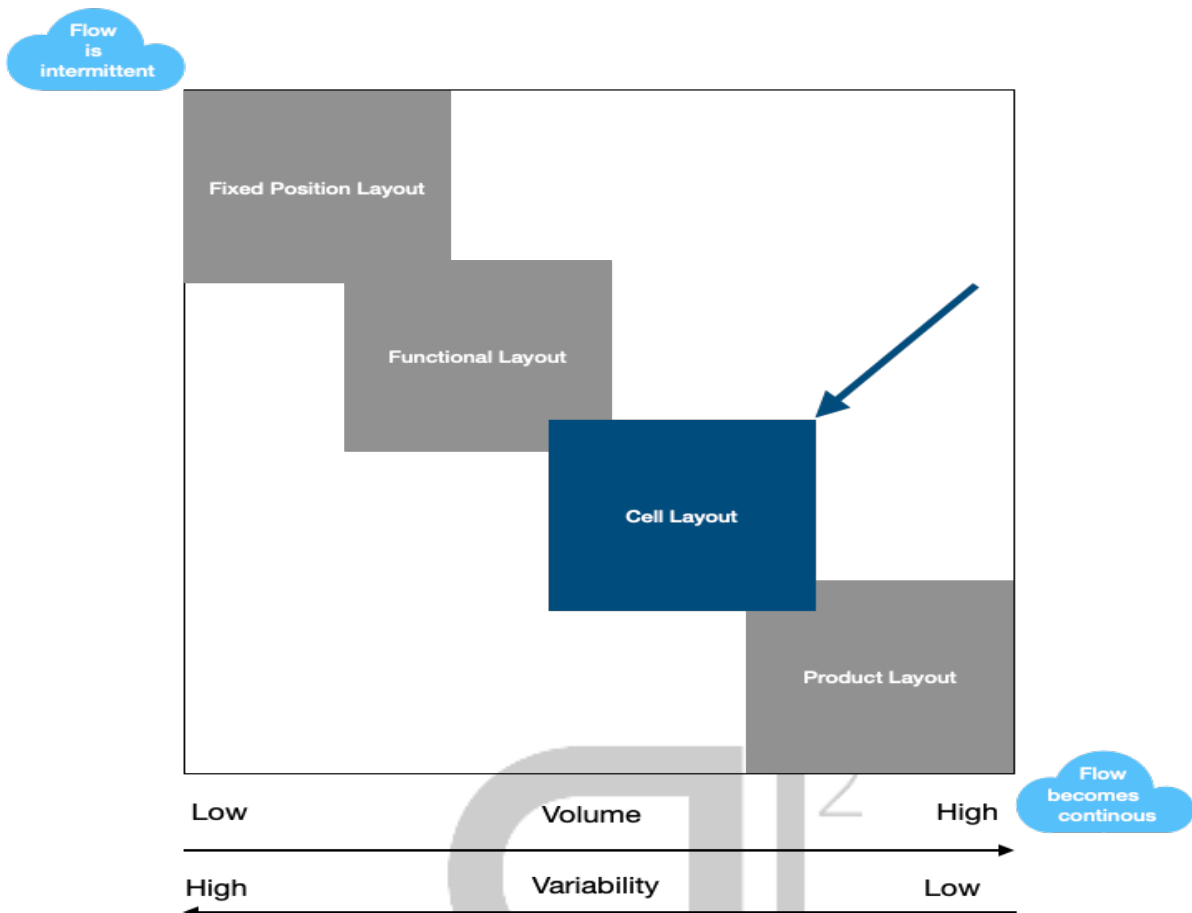 Flow
is
intermittent
Fixed Position Layout
Functional Layout
Cell Layout
Product Layout
Flow
becomes
continous
Low Volume High
High Variability Low
2